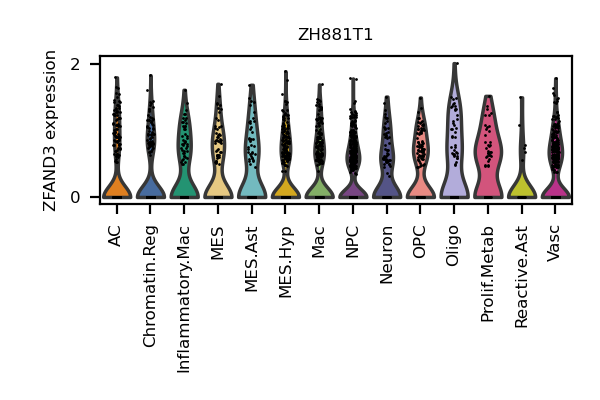 ZH881T1
ZFAND3 expression
2
0
AC
Chromatin.Reg
Inflammatory.Mac
MES
MES.Ast
MES.Hyp
Mac
NPC
Neuron
OPC
Oligo
Prolif.Metab
Reactive.Ast
Vasc